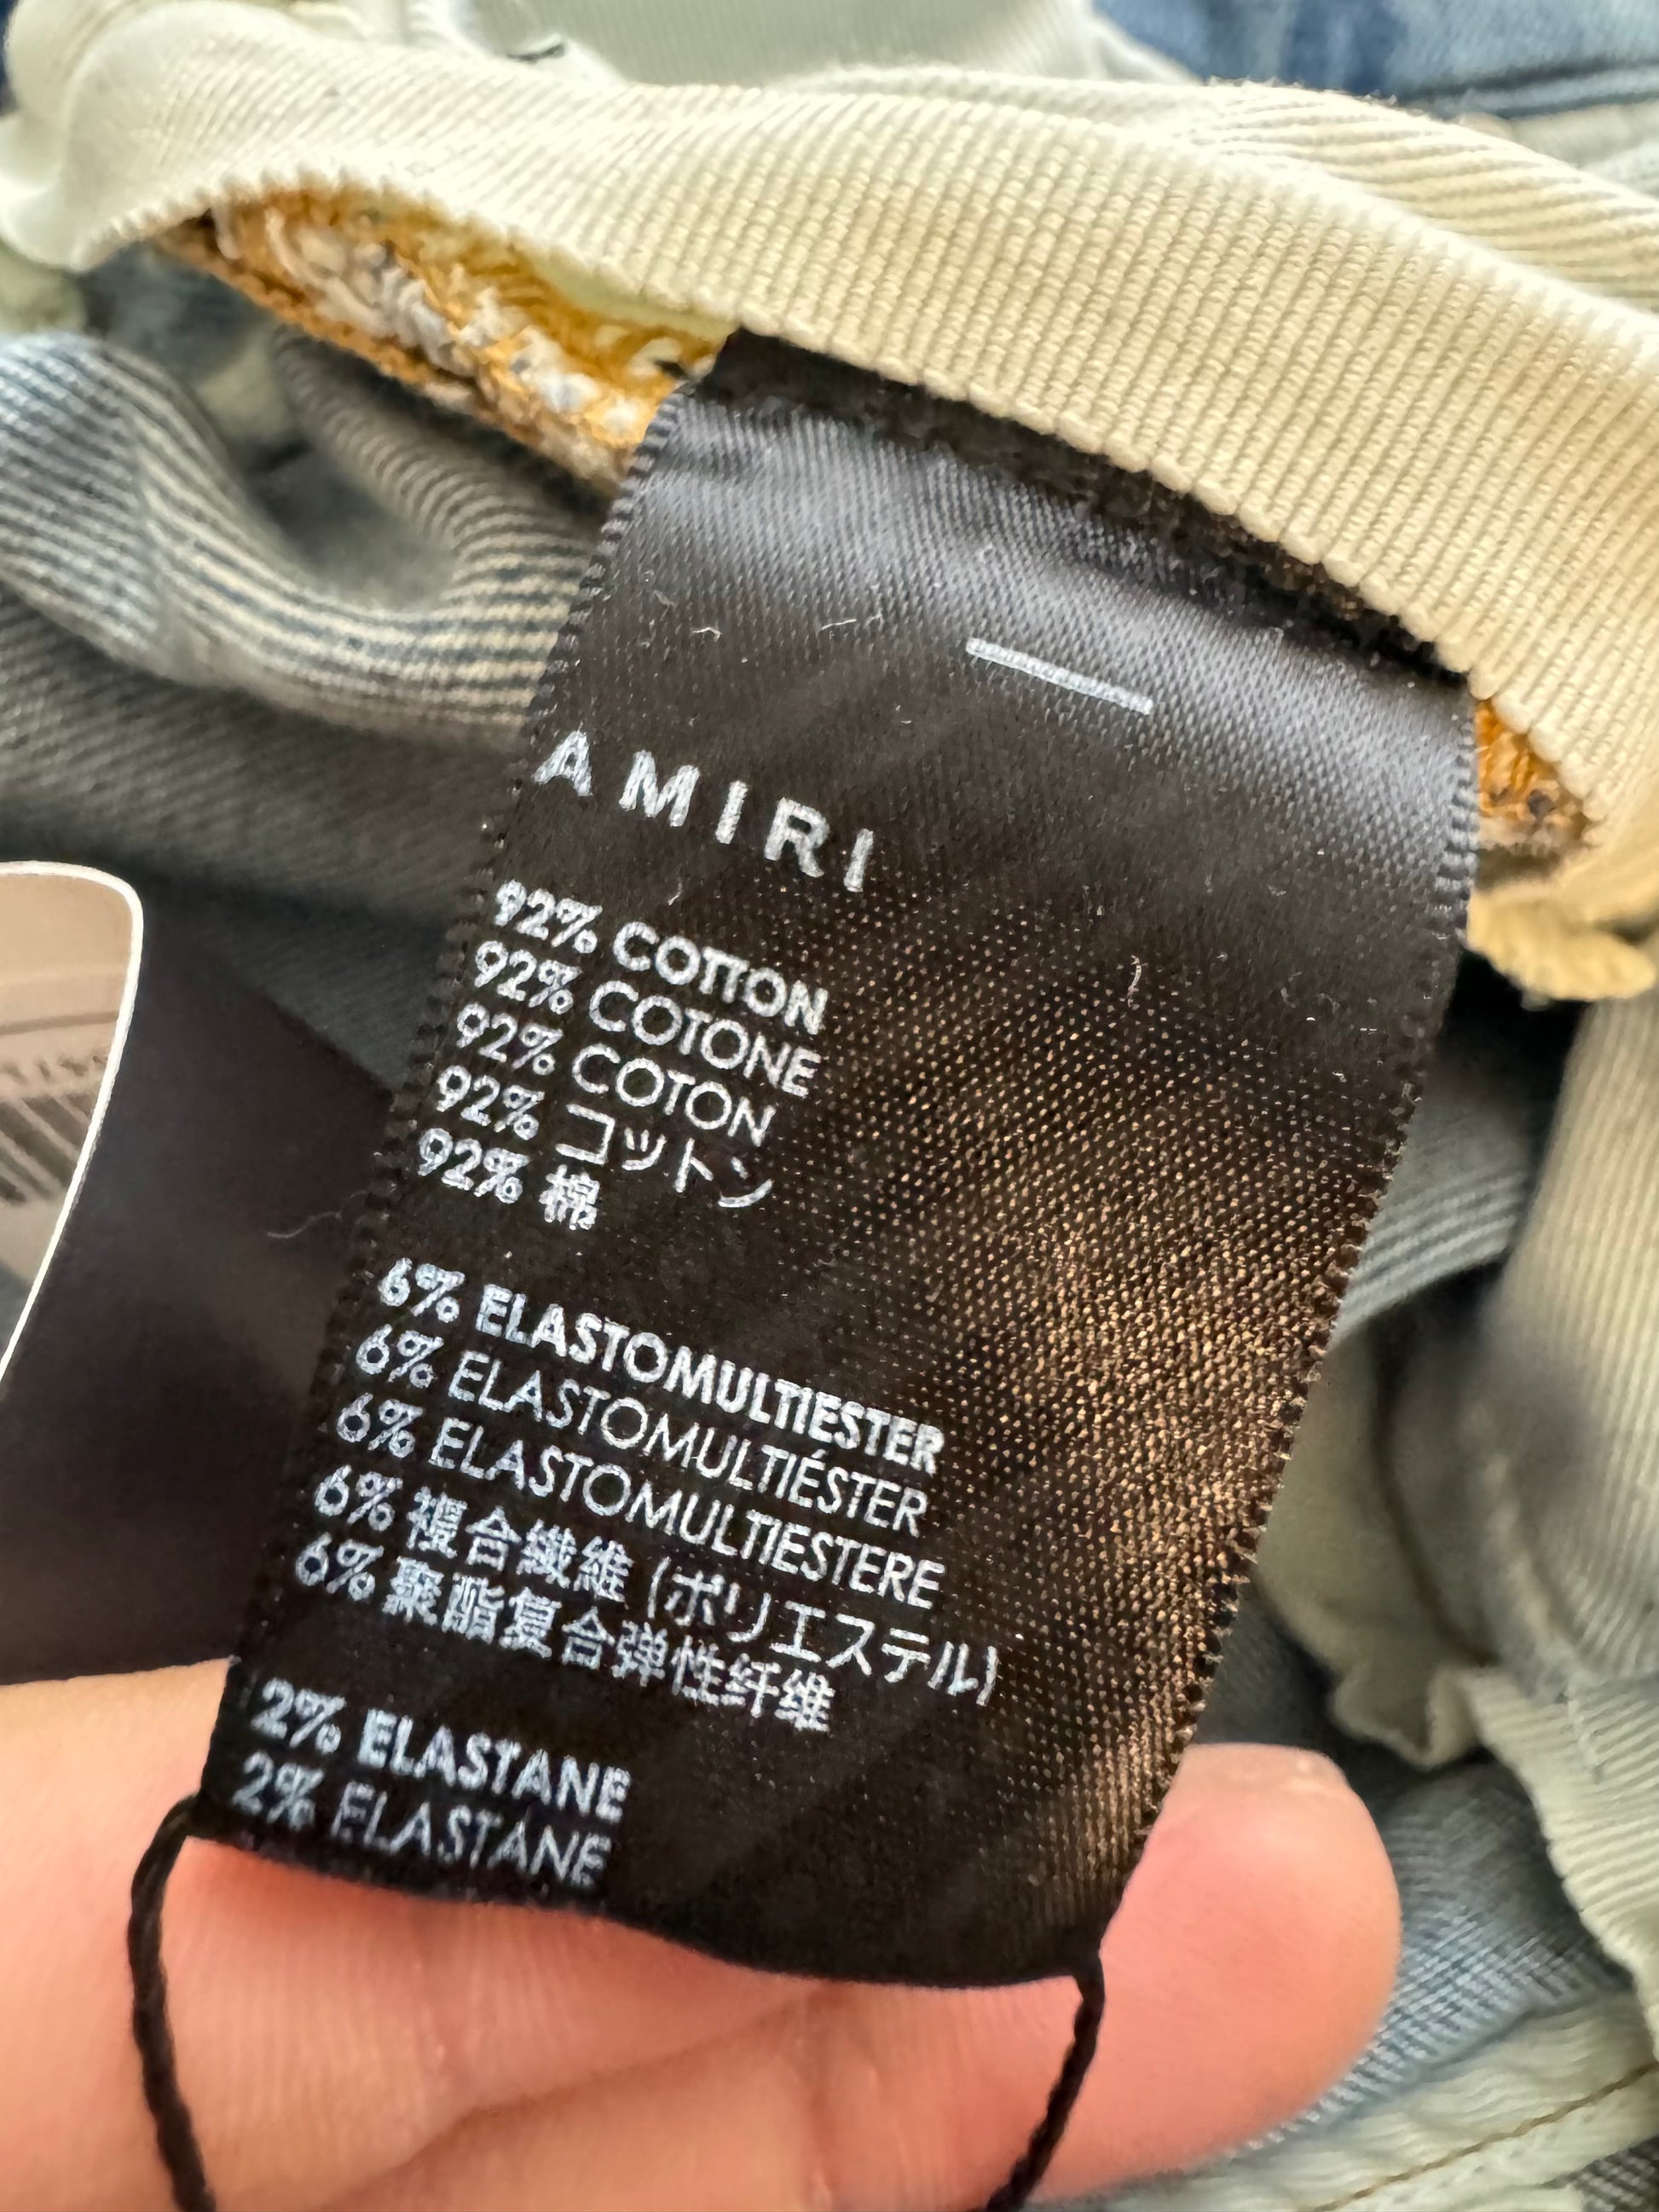 AMIRI
92% COTTON
92% COTONE
92% COTON
92% コットン
92% 棉
6% ELASTOMULTIESTER
6% ELASTOMULTIÉSTER
6% ELASTOMULTIESTERE
6% 複合繊維 (ポリエステル)
6% 聚酯复合弹性纤维
2% ELASTANE
2% ELASTANE